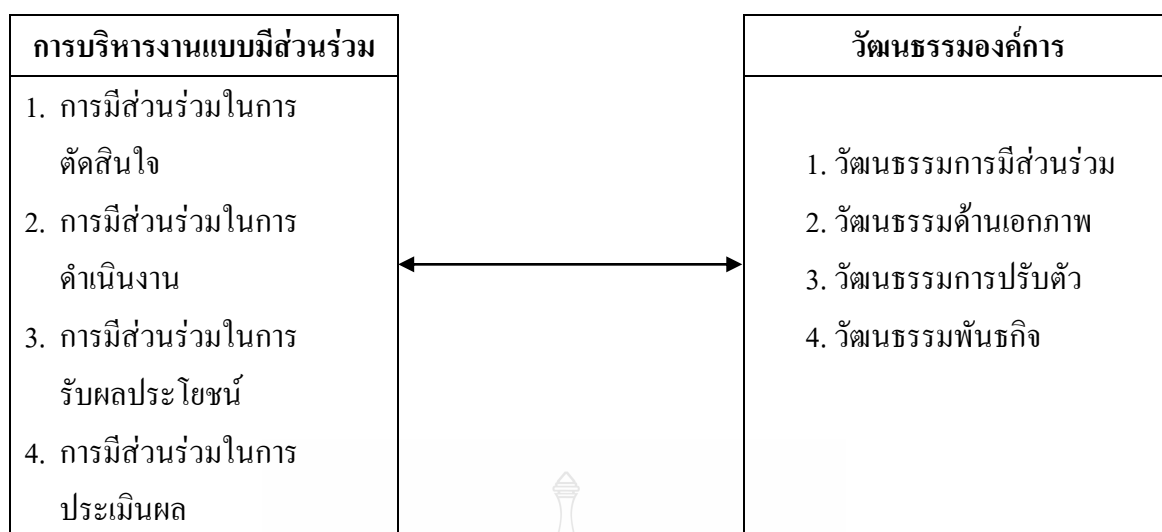 การบริหารงานแบบมีส่วนร่วม
1. การมีส่วนร่วมในการ
ตัดสินใจ
2. การมีส่วนร่วมในการ
ดำเนินงาน
3. การมีส่วนร่วมในการ
รับผลประโยชน์
4. การมีส่วนร่วมในการ
ประเมินผล
วัฒนธรรมองค์การ
1. วัฒนธรรมการมีส่วนร่วม
2. วัฒนธรรมด้านเอกภาพ
3. วัฒนธรรมการปรับตัว
4. วัฒนธรรมพันธกิจ